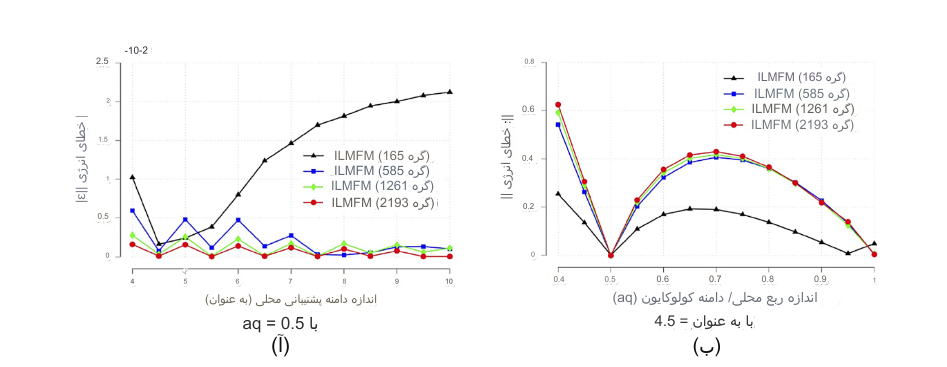 -10-2
2.5
2
1.5
1
0.5
0
4
5
6
7
8
9
10
|خطای انرژی ||ε|
ILMFM (165 گره)
ILMFM (585 گره)
ILMFM (1261 گره)
ILMFM (2193 گره)
اندازه دامنه پشتیبانی محلی (به عنوان)
با aq = 0.5
(آ)
0.8
0.6
0.4
0.2
0
0.4
0.5
0.6
0.7
0.8
0.9
1
||: خطای انرژی ||
ILMFM (165 گره)
ILMFM (585 گره)
ILMFM (1261 گره)
ILMFM (2193 گره)
اندازه ربع محلی/ دامنه کولوکایون (aq)
با به عنوان = 4.5
(ب)